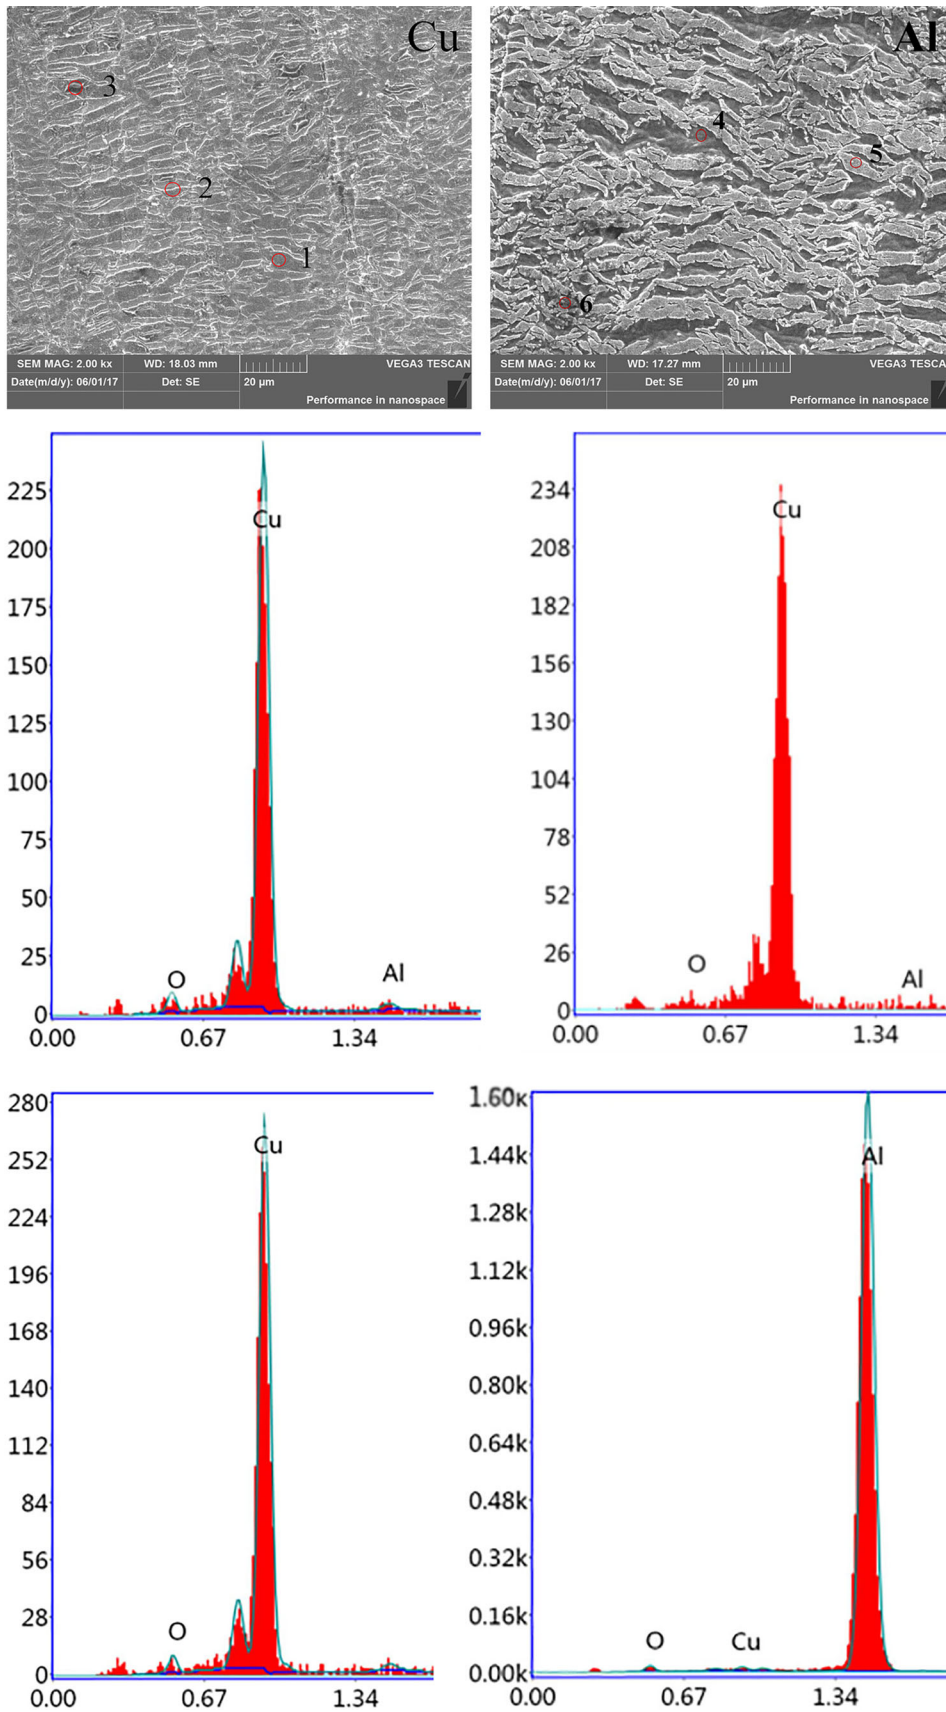 Cu
3
2
1
SEM MAG: 2.00 kx WD: 18.03 mm VEGA3 TESCAN
Date(m/d/y): 06/01/17 Det: SE 20 µm
Performance in nanospace
Al
4
5
6
SEM MAG: 2.00 kx WD: 17.27 mm VEGA3 TESCA
Date(m/d/y): 06/01/17 Det: SE 20 µm
Performance in nanospace
225
200
175
150
125
100
75
50
25
0
Cu
O
Al
0.00 0.67 1.34
234
208
182
156
130
104
78
52
26
0
Cu
O
Al
0.00 0.67 1.34
280
252
224
196
168
140
112
84
56
28
0
Cu
O
0.00 0.67 1.34
1.60k
1.44k
1.28k
1.12k
0.96k
0.80k
0.64k
0.48k
0.32k
0.16k
0.00k
Al
O
Cu
0.00 0.67 1.34